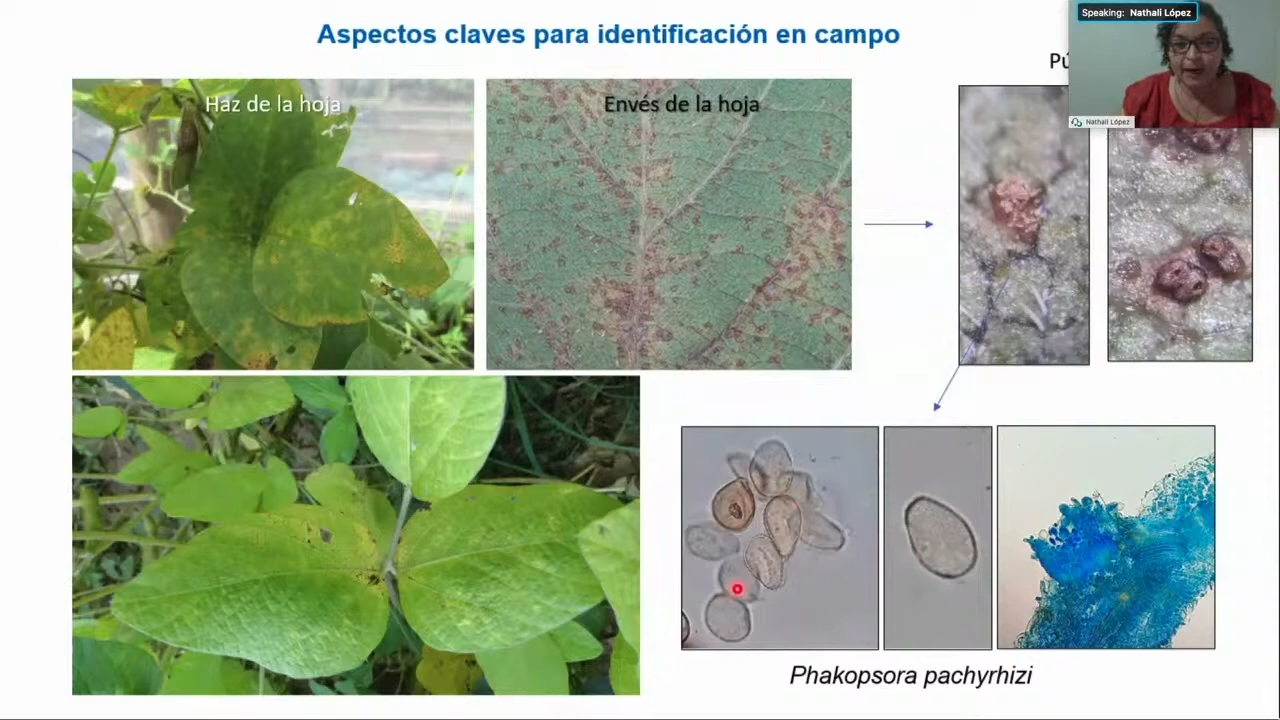 Aspectos claves para identificación en campo
Speaking: Nathali López
Nathali López
Haz de la hoja
Envés de la hoja
Phakopsora pachyrhizi